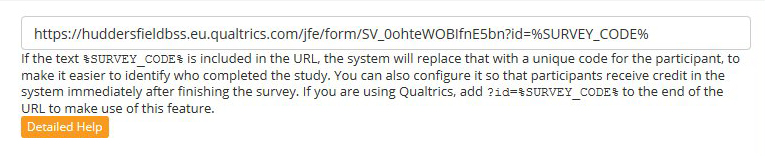 https://huddersfieldbss.eu.qualtrics.com/jfe/form/SV_0ohteWOBIfnE5bn?id=%SURVEY_CODE%
If the text %SURVEY_CODE% is included in the URL, the system will replace that with a unique code for the participant, to
make it easier to identify who completed the study. You can also configure it so that participants receive credit in the
system immediately after finishing the survey. If you are using Qualtrics, add ?id=%SURVEY_CODE% to the end of the
URL to make use of this feature.
Detailed Help